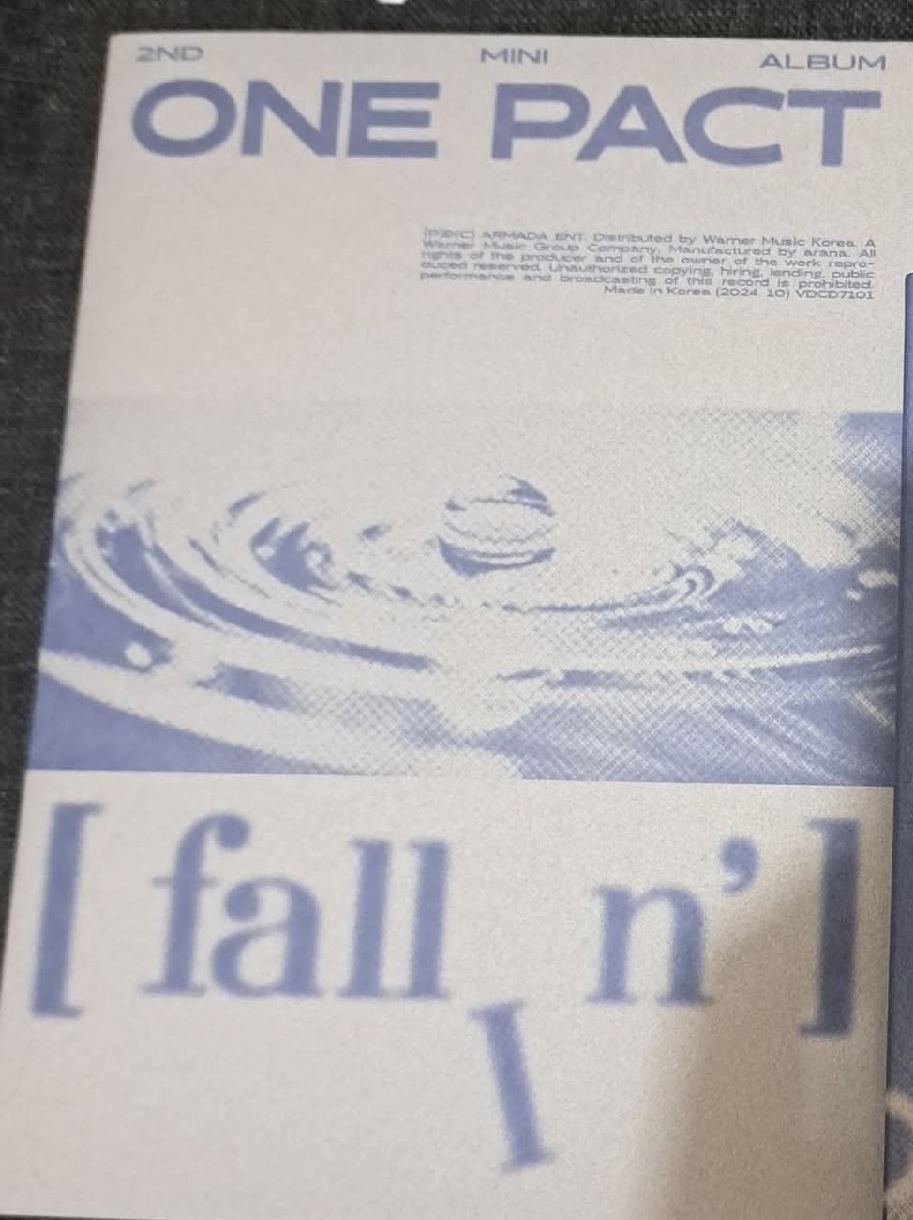 2ND MINI ALBUM
ONE PACT
(P)&(C) ARMADA ENT. Distributed by Warner Music Korea. A
Warner Music Group Company. Manufactured by arana. All
rights of the producer and of the owner of the work repro-
duced reserved. Unauthorized copying, hiring, lending, public
performance and broadcasting of this record is prohibited.
Made in Korea (2024. 10) VDCD7101
[ fall n’ ]
I